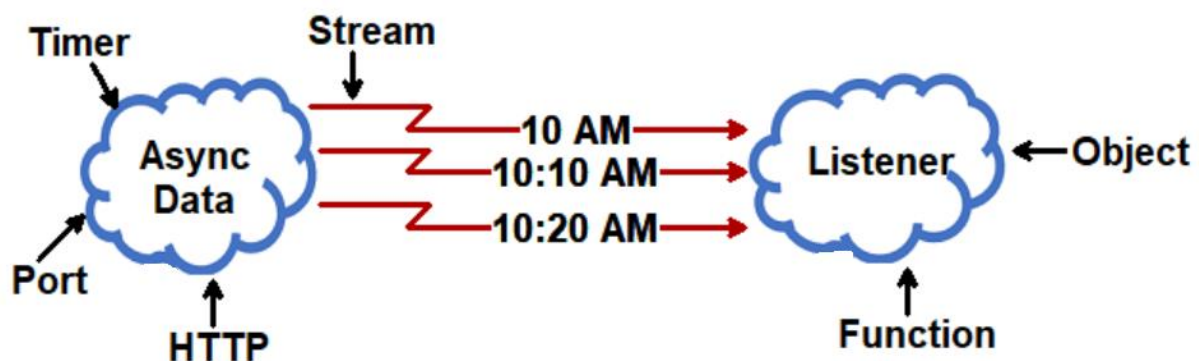 Timer
Stream
10 AM
Async
Data
10:10 AM
Listener
Object
10:20 AM
Port
HTTP
Function